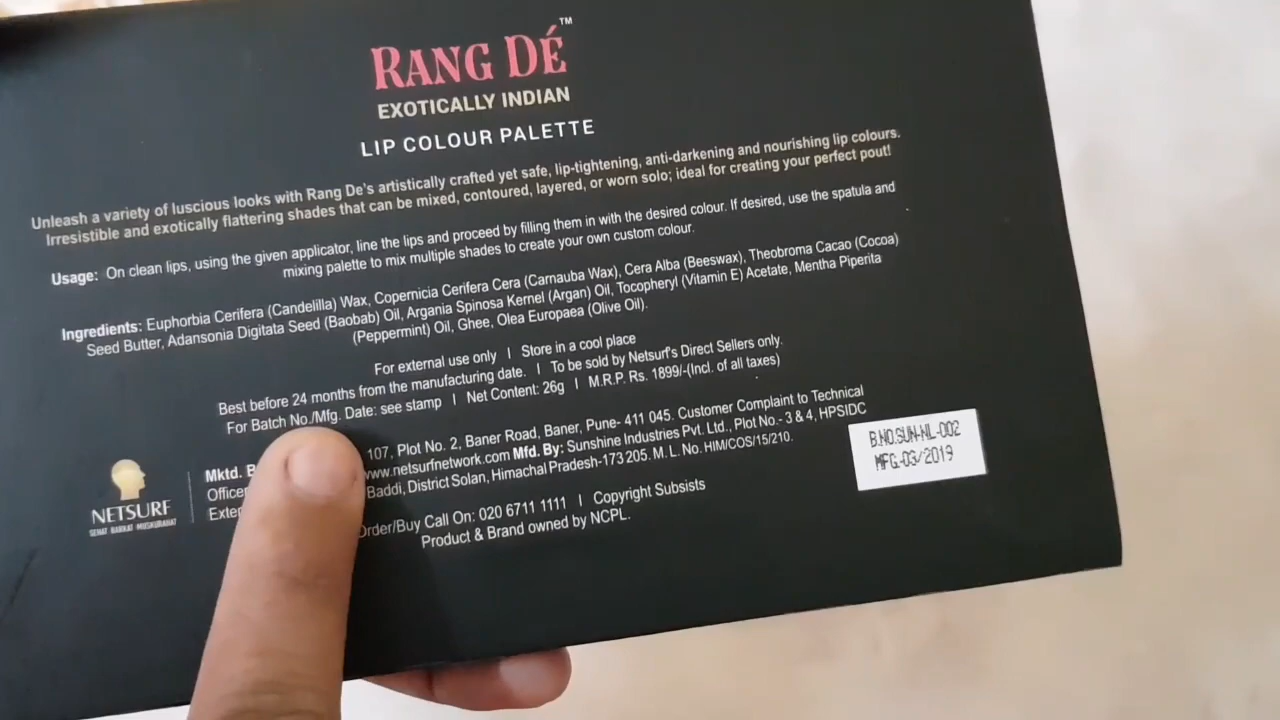 RANG DÉ™
EXOTICALLY INDIAN
LIP COLOUR PALETTE
Unleash a variety of luscious looks with Rang De's artistically crafted yet safe, lip-tightening, anti-darkening and nourishing lip colours.
Irresistible and exotically flattering shades that can be mixed, contoured, layered, or worn solo; ideal for creating your perfect pout!
Usage: On clean lips, using the given applicator, line the lips and proceed by filling them in with the desired colour. If desired, use the spatula and
mixing palette to mix multiple shades to create your own custom colour.
Ingredients: Euphorbia Cerifera (Candelilla) Wax, Copernicia Cerifera Cera (Carnauba Wax), Cera Alba (Beeswax), Theobroma Cacao (Cocoa)
Seed Butter, Adansonia Digitata Seed (Baobab) Oil, Argania Spinosa Kernel (Argan) Oil, Tocopheryl (Vitamin E) Acetate, Mentha Piperita
(Peppermint) Oil, Ghee, Olea Europaea (Olive Oil).
For external use only | Store in a cool place
Best before 24 months from the manufacturing date. | To be sold by Netsurf's Direct Sellers only.
For Batch No./Mfg. Date: see stamp | Net Content: 26g | M.R.P. Rs. 1899/-(Incl. of all taxes)
Mktd. 107, Plot No. 2, Baner Road, Baner, Pune- 411 045. Customer Complaint to Technical
www.netsurfnetwork.com Mfd. By: Sunshine Industries Pvt. Ltd., Plot No.- 3 & 4, HPSIDC
Baddi, District Solan, Himachal Pradesh-173 205. M. L. No. HIM/COS/15/210.
Order/Buy Call On: 020 6711 1111 | Copyright Subsists
Product & Brand owned by NCPL.
NETSURF
SEHAT BARKAT MUSKURAHAT
B.NO.SUN-NL-002
MFG-03/2019